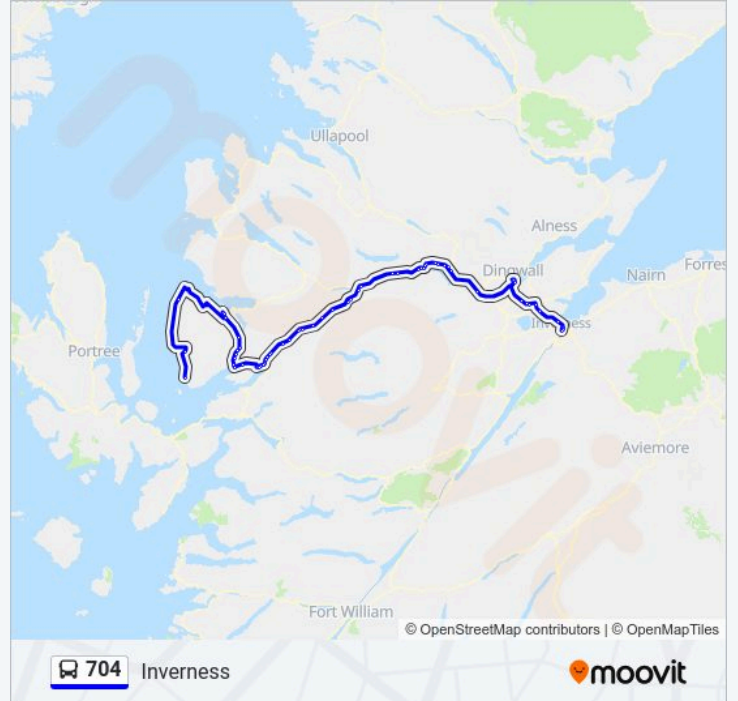 Ullapool
Alness
Dingwall
Nairn
Forres
Inverness
Portree
Aviemore
Fort William
© OpenStreetMap contributors | © OpenMapTiles
704 Inverness
moovit